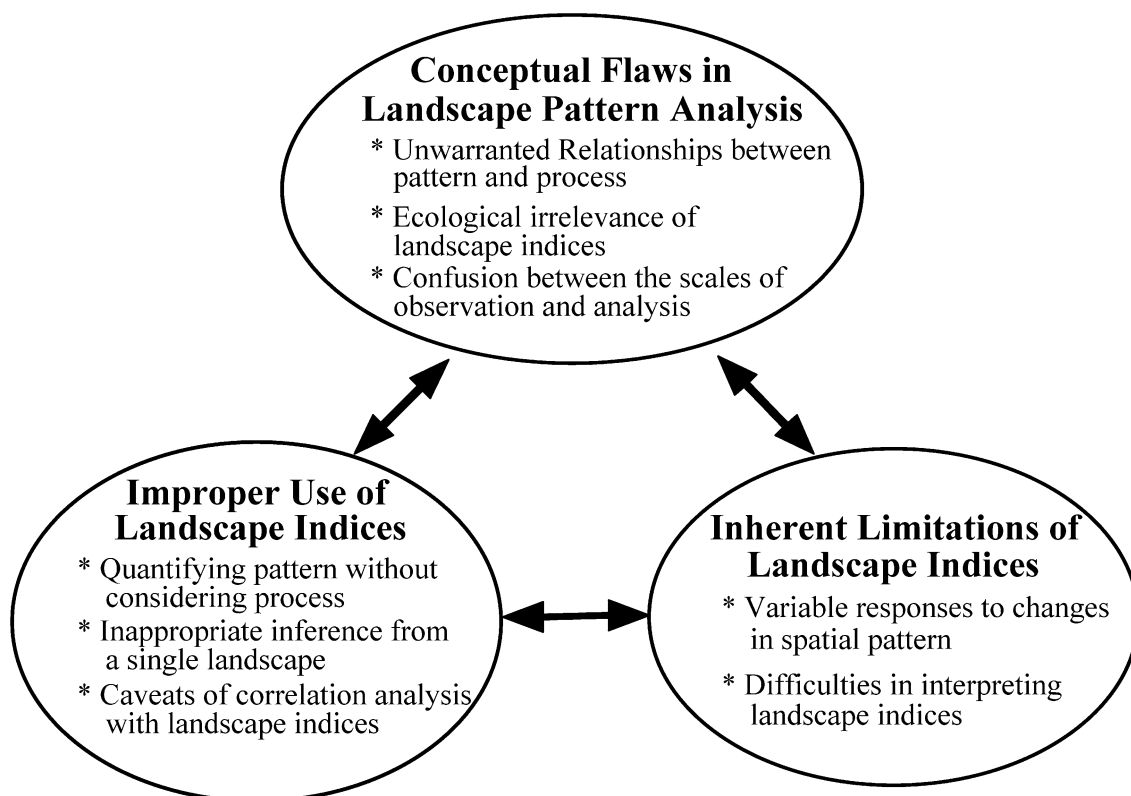 Conceptual Flaws in
Landscape Pattern Analysis
* Unwarranted Relationships between
pattern and process
* Ecological irrelevance of
landscape indices
* Confusion between the scales of
observation and analysis
Improper Use of
Landscape Indices
* Quantifying pattern without
considering process
* Inappropriate inference from
a single landscape
* Caveats of correlation analysis
with landscape indices
Inherent Limitations of
Landscape Indices
* Variable responses to changes
in spatial pattern
* Difficulties in interpreting
landscape indices